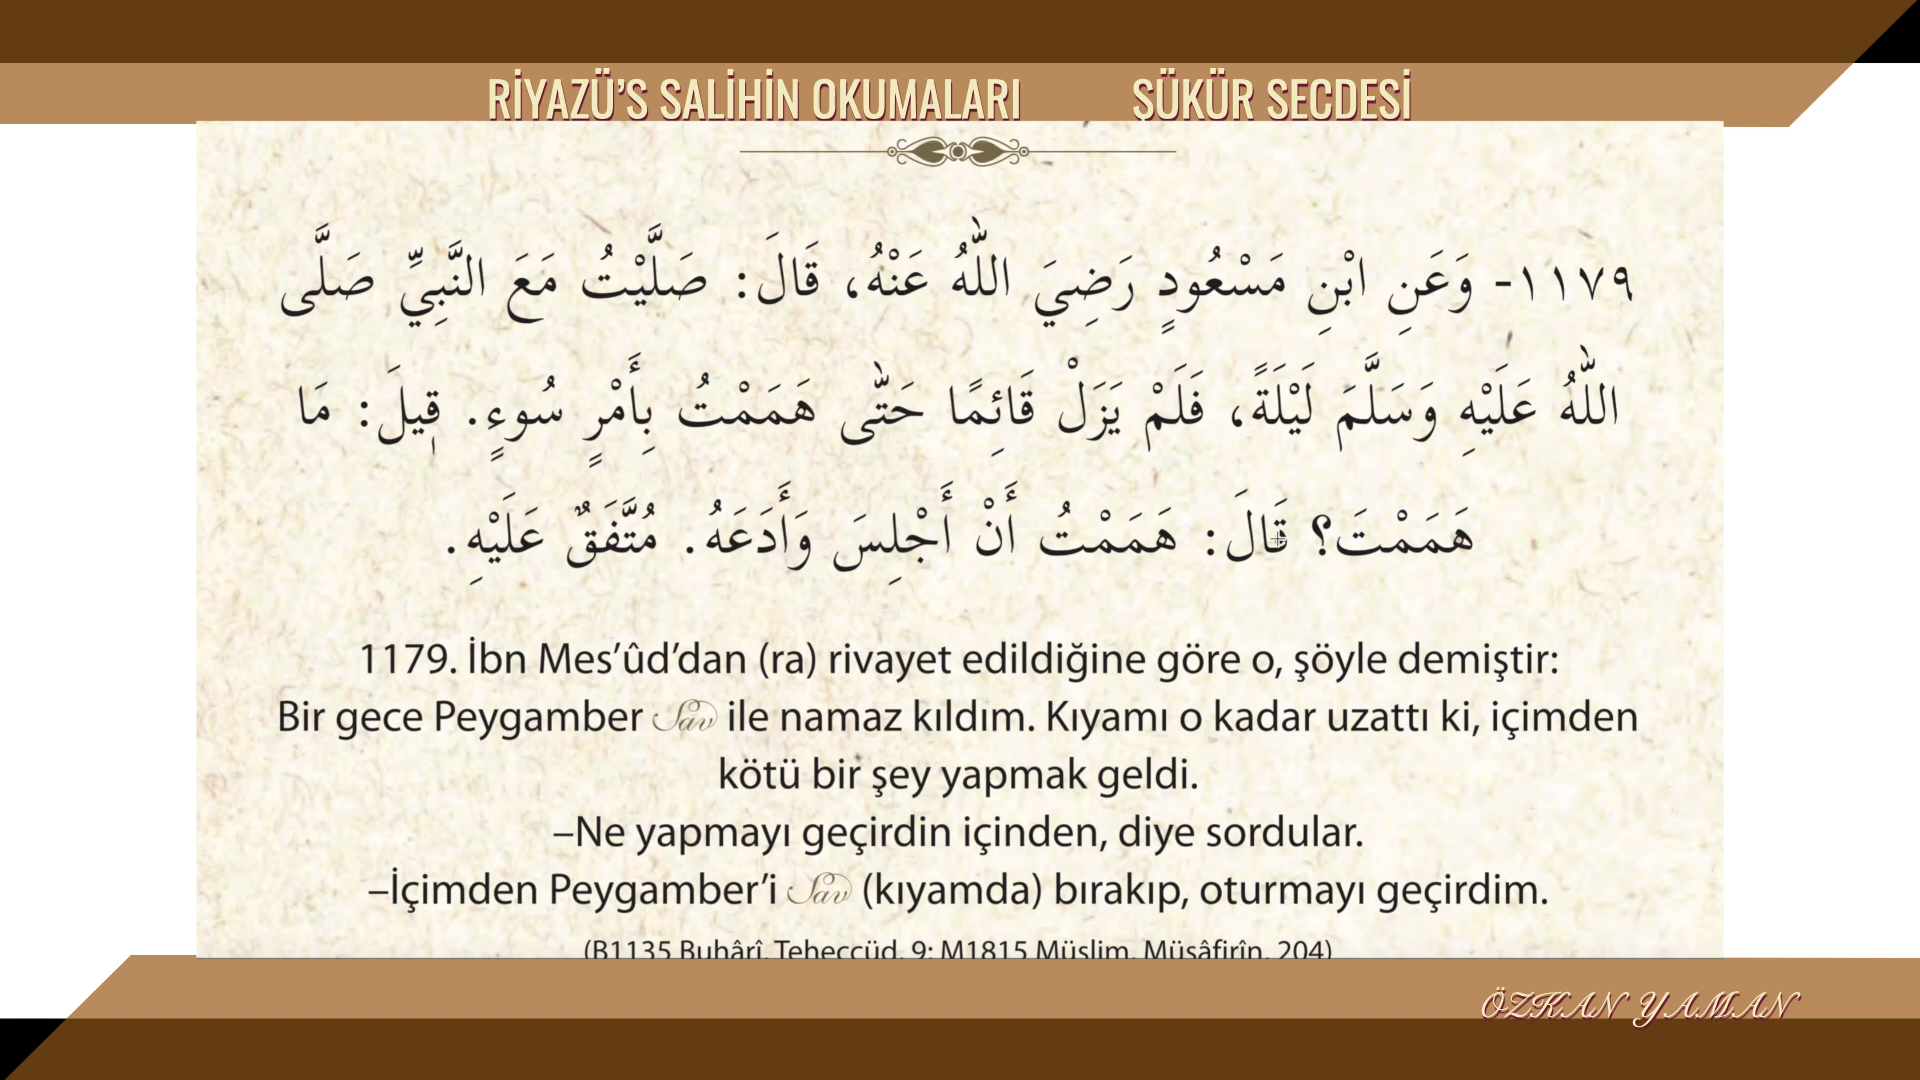 RİYAZÜ’S SALİHİN OKUMALARI ŞÜKÜR SECDESİ
١١٧٩- وَعَنِ ابْنِ مَسْعُودٍ رَضِيَ اللّٰهُ عَنْهُ، قَالَ: صَلَّيْتُ مَعَ النَّبِيِّ صَلَّى
اللّٰهُ عَلَيْهِ وَسَلَّمَ لَيْلَةً، فَلَمْ يَزَلْ قَائِمًا حَتّٰى هَمَمْتُ بِأَمْرٍ سُوءٍ. قٖيلَ: مَا
هَمَمْتَ؟ قَالَ: هَمَمْتُ أَنْ أَجْلِسَ وَأَدَعَهُ. مُتَّفَقٌ عَلَيْهِ.
1179. İbn Mes’ûd’dan (ra) rivayet edildiğine göre o, şöyle demiştir:
Bir gece Peygamber Sav ile namaz kıldım. Kıyamı o kadar uzattı ki, içimden
kötü bir şey yapmak geldi.
–Ne yapmayı geçirdin içinden, diye sordular.
–İçimden Peygamber’i Sav (kıyamda) bırakıp, oturmayı geçirdim.
(B1135 Buhârî, Teheccüd, 9; M1815 Müslim, Müsâfirîn, 204)
ÖZKAN YAMAN